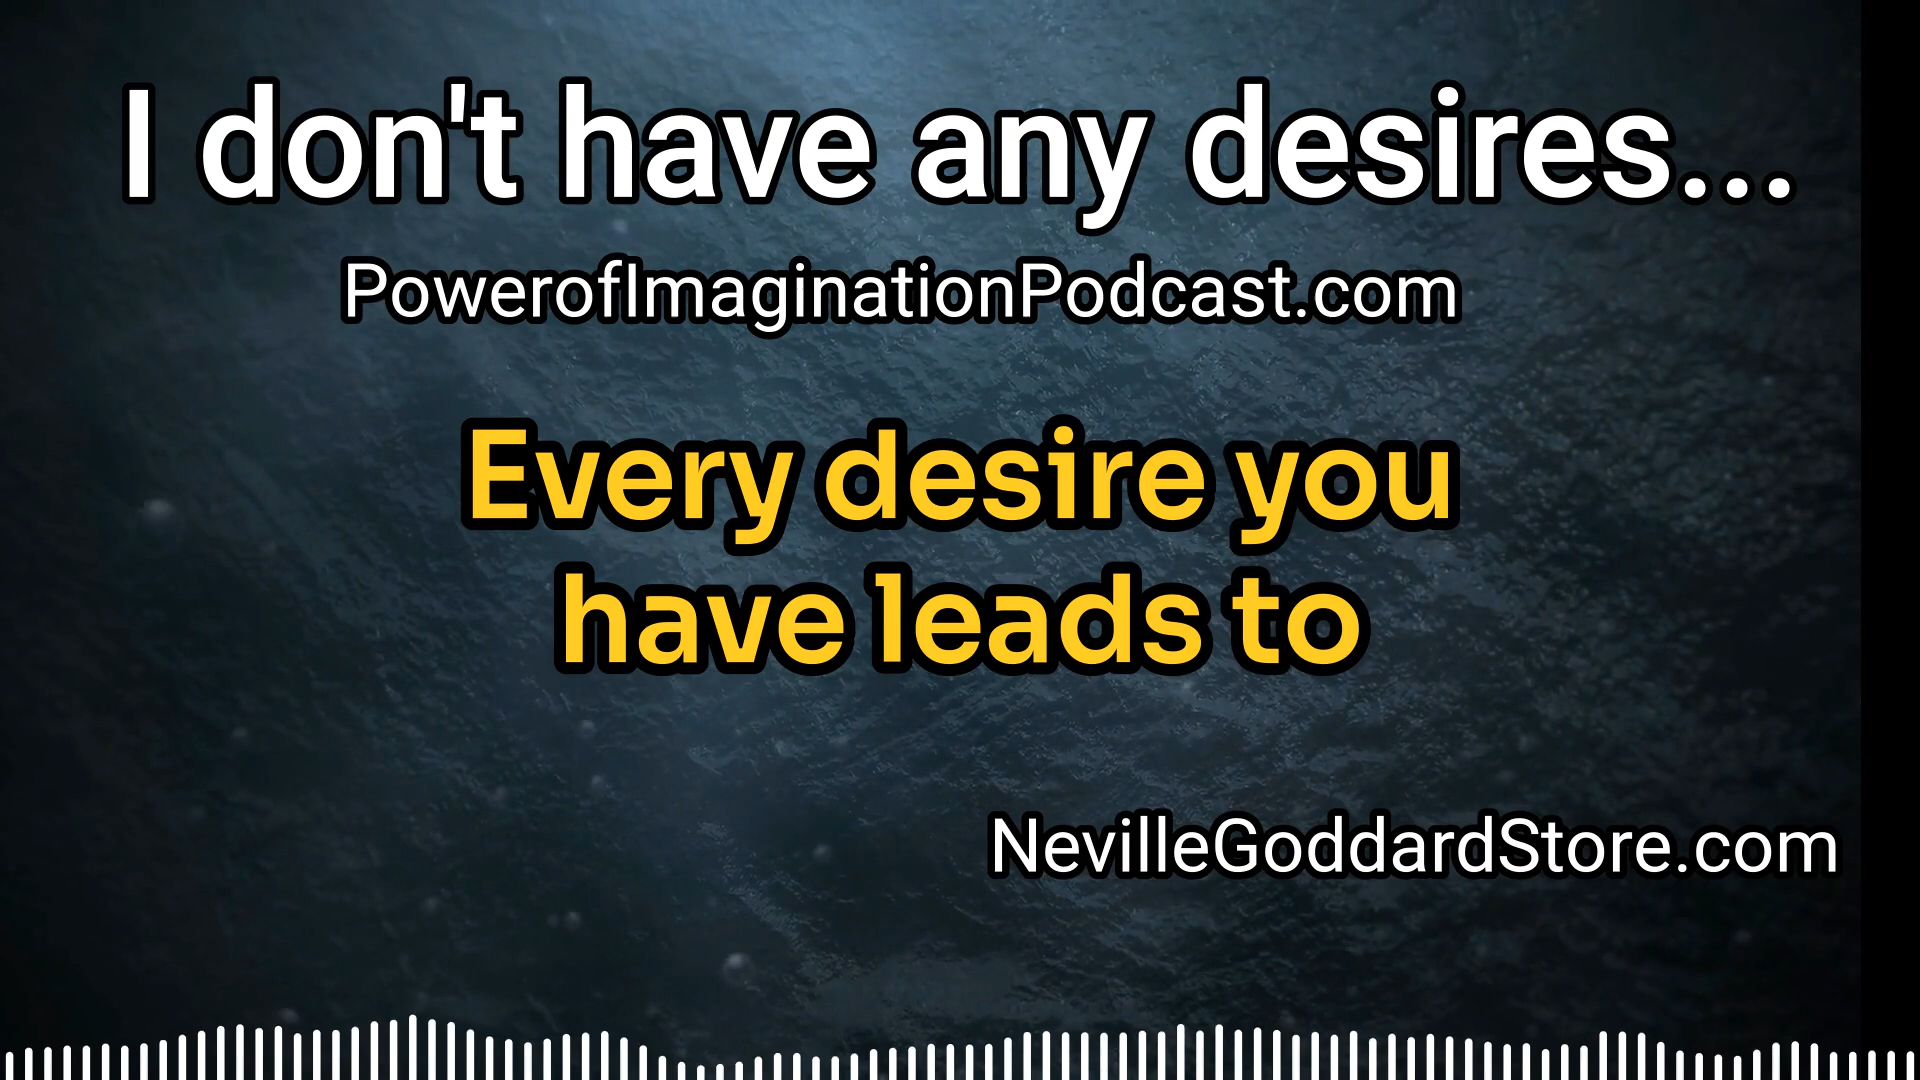 I don't have any desires...
PowerofImaginationPodcast.com
Every desire you
have leads to
NevilleGoddardStore.com